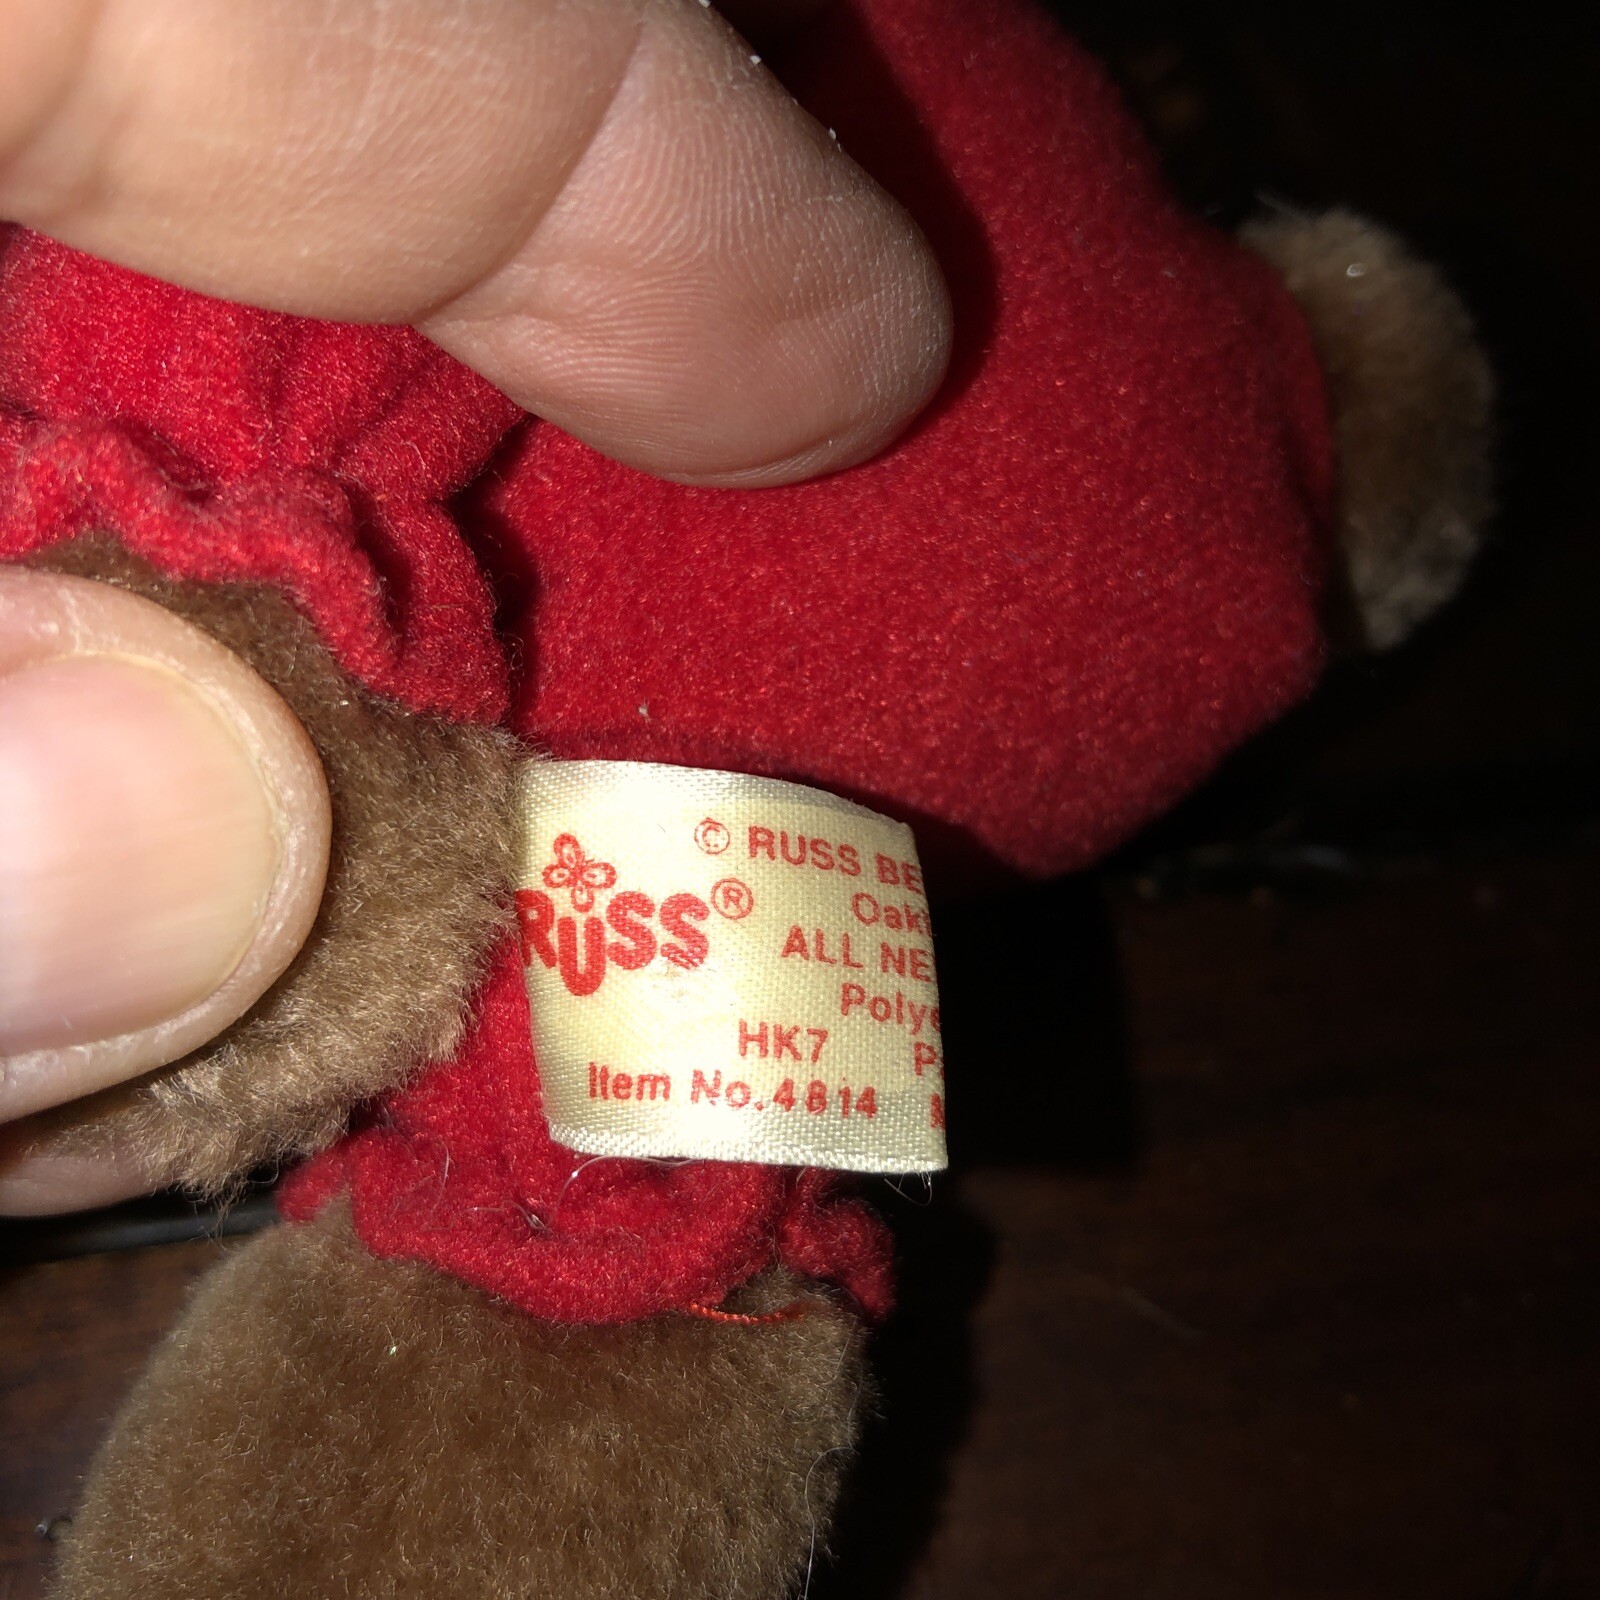 RUSS®
© RUSS BE
Oak
ALL NE
Polye
HK7 P
Item No. 4814